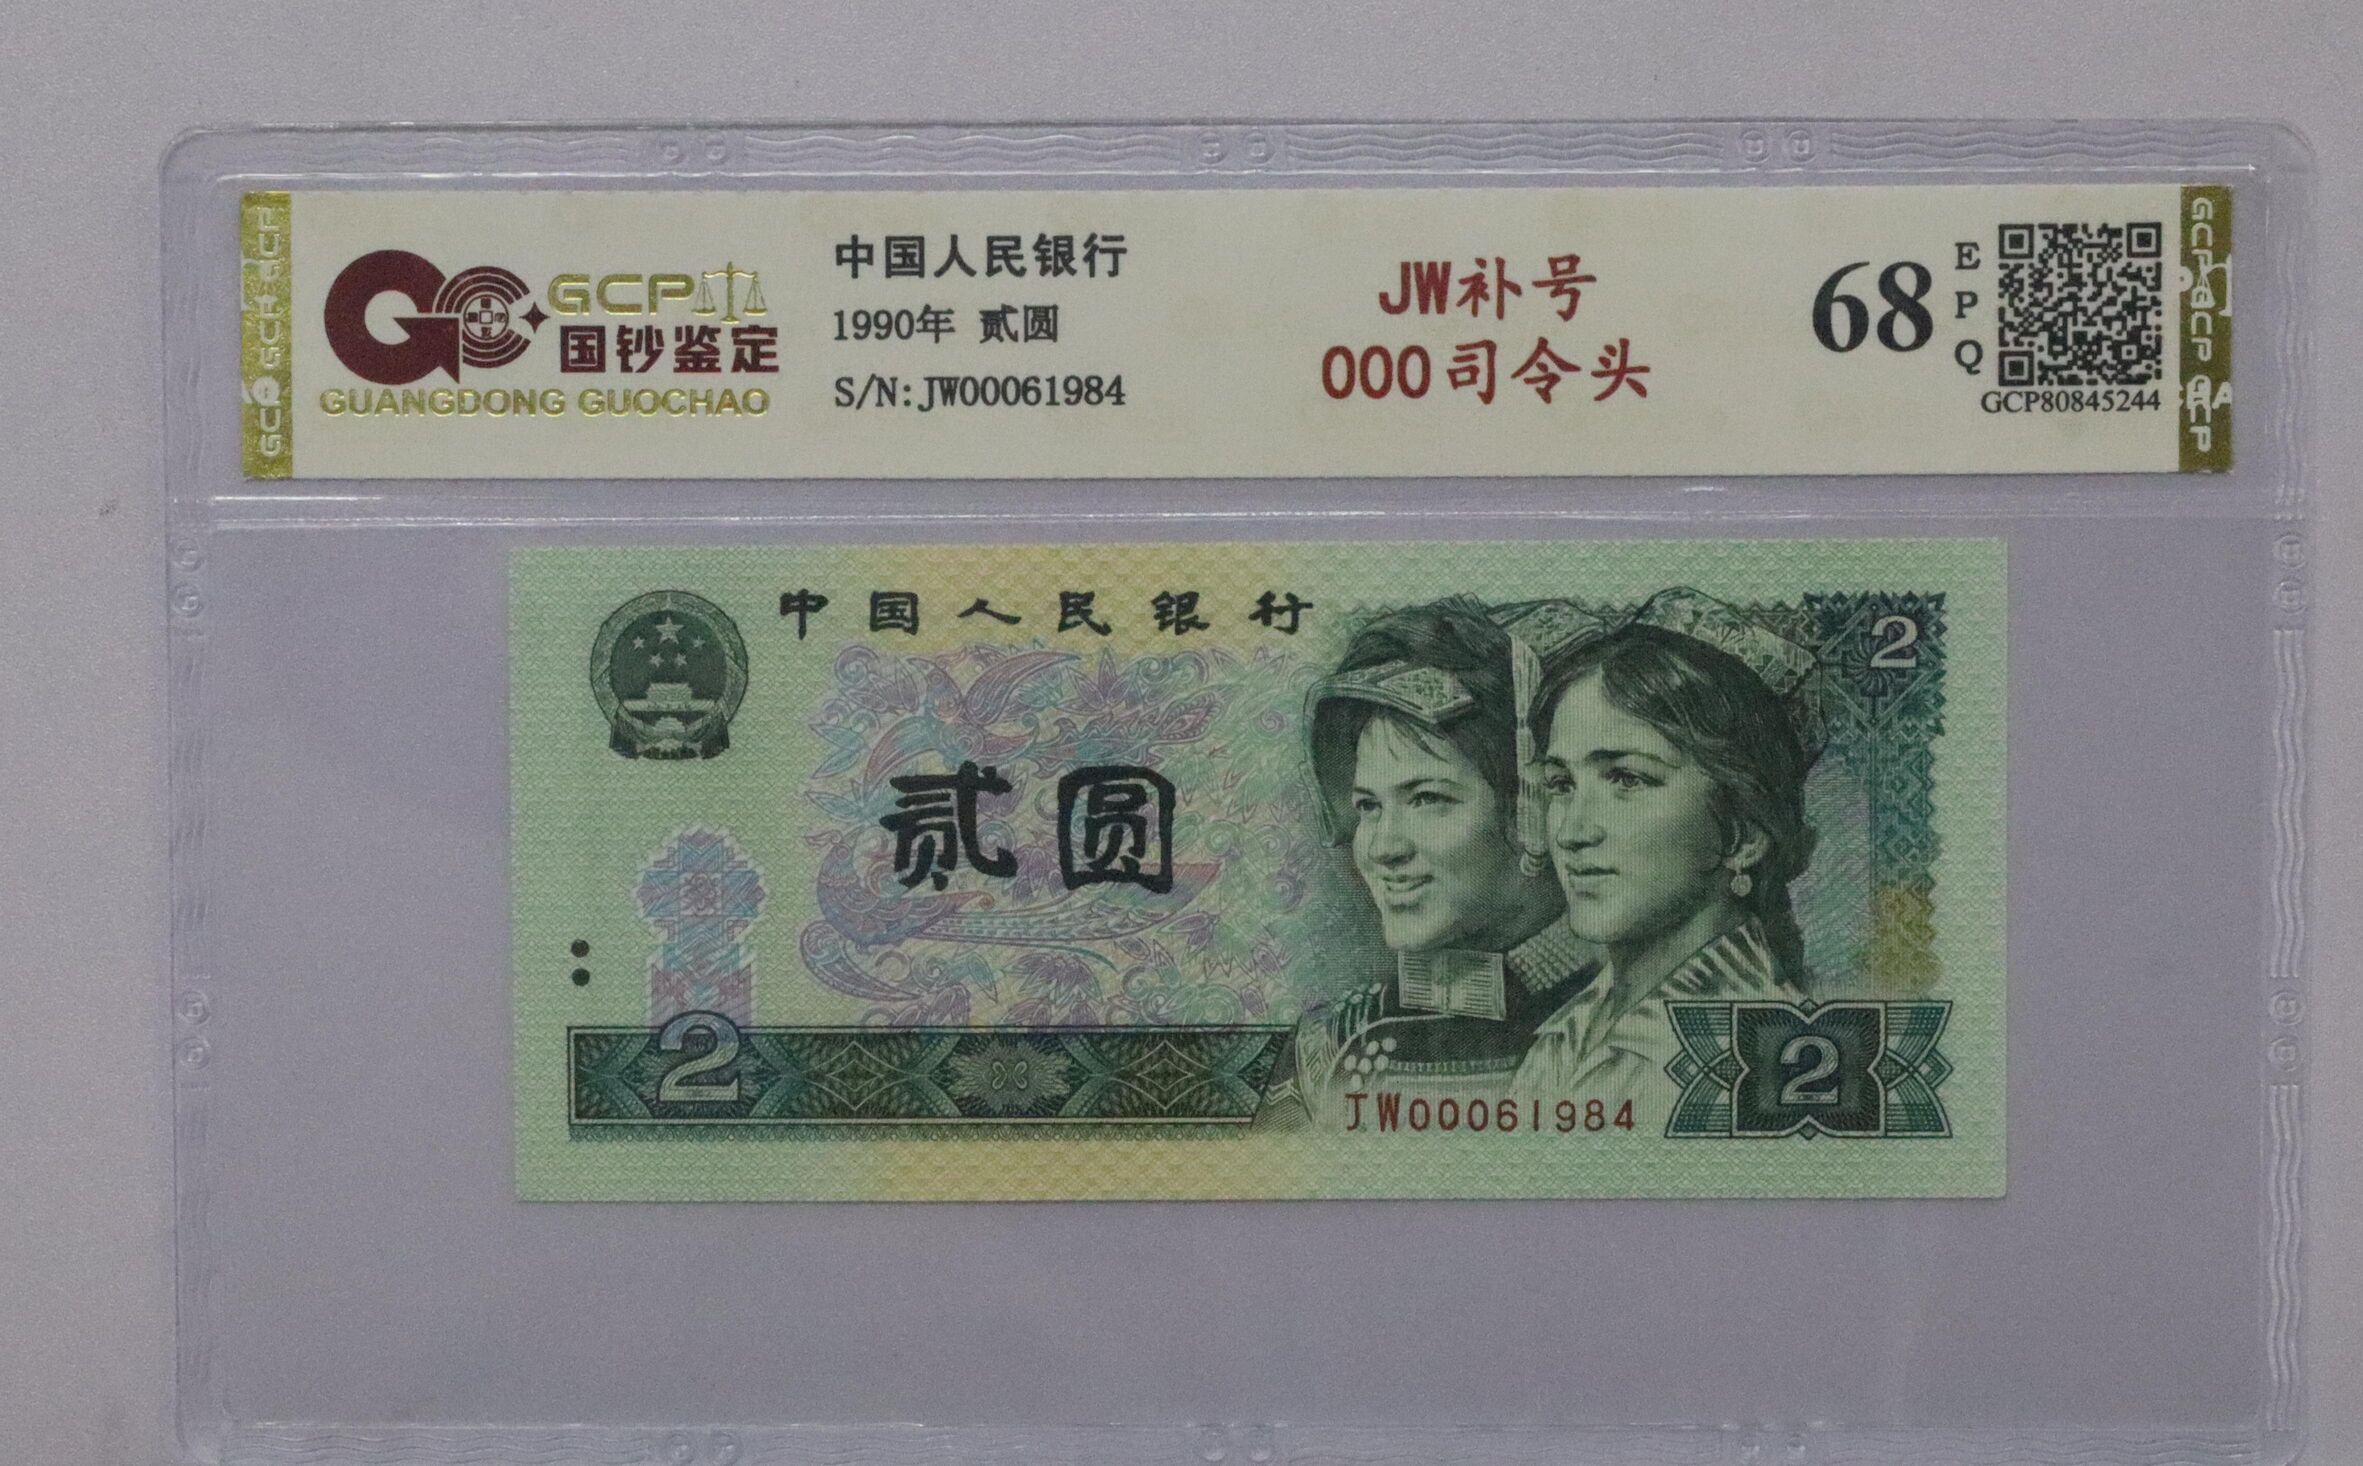 GCP
国钞鉴定
GUANGDONG GUOCHAO
中国人民银行
1990年 贰圆
S/N:JW00061984
JW补号
000司令头
68
EPQ
GCP80845244
中国人民银行
2
贰圆
2
JW00061984
2